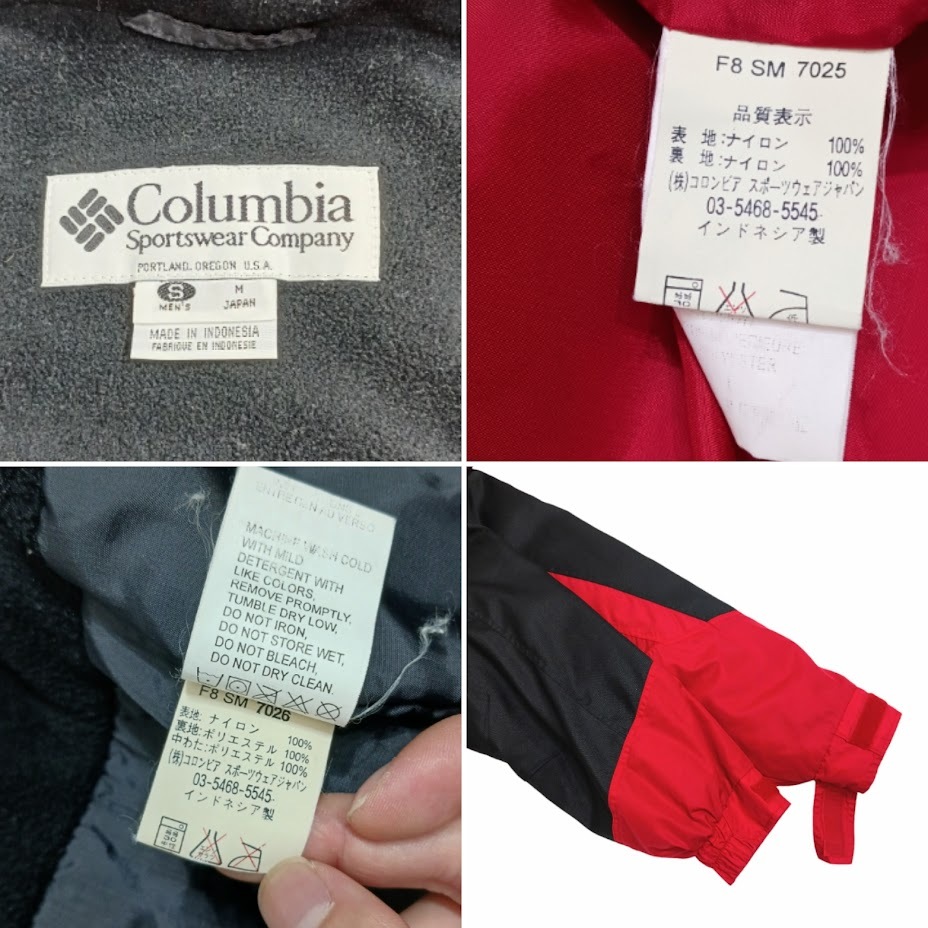 Columbia
Sportswear Company
PORTLAND, OREGON U.S.A.
S M
MEN'S JAPAN
MADE IN INDONESIA
FABRIQUE EN INDONESIE
F8 SM 7025
品質表示
表 地:ナイロン 100%
裏 地:ナイロン 100%
(株)コロンビア スポーツウェアジャパン
03-5468-5545
インドネシア製
ENTRETIEN AU VERSO
MACHINE WASH COLD
WITH MILD
DETERGENT WITH
LIKE COLORS,
REMOVE PROMPTLY,
TUMBLE DRY LOW,
DO NOT IRON,
DO NOT STORE WET,
DO NOT BLEACH,
DO NOT DRY CLEAN.
F8 SM 7026
表地: ナイロン 100%
裏地:ポリエステル 100%
中わた:ポリエステル 100%
(株)コロンビア スポーツウェアジャパン
03-5468-5545
インドネシア製